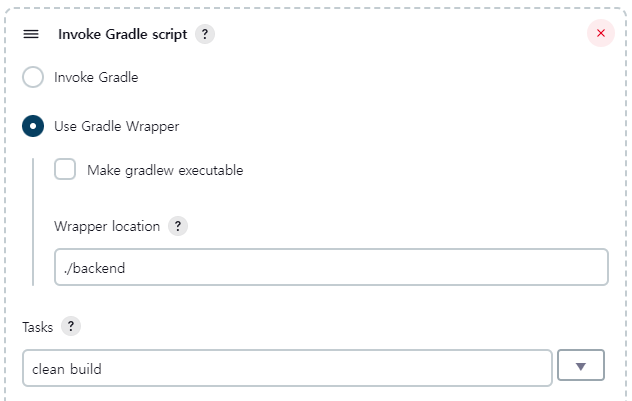 Invoke Gradle script ?
Invoke Gradle
Use Gradle Wrapper
Make gradlew executable
Wrapper location ?
./backend
Tasks ?
clean build